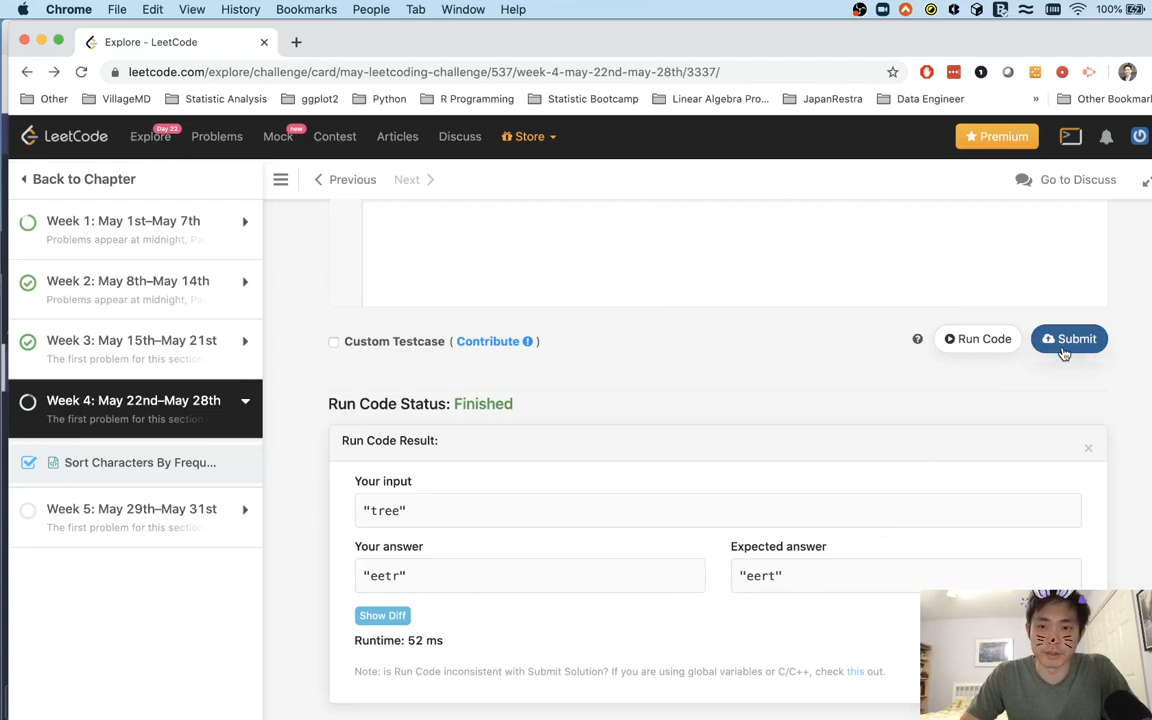 Chrome File Edit View History Bookmarks People Tab Window Help 100%
Explore - LeetCode
leetcode.com/explore/challenge/card/may-leetcoding-challenge/537/week-4-may-22nd-may-28th/3337/
Other VillageMD Statistic Analysis ggplot2 Python R Programming Statistic Bootcamp Linear Algebra Pro... JapanRestra Data Engineer » Other Bookmar
LeetCode Explore Day 22 Problems Mock new Contest Articles Discuss Store Premium
Back to Chapter Previous Next Go to Discuss
Week 1: May 1st–May 7th
Problems appear at midnight, Pa
Week 2: May 8th–May 14th
Problems appear at midnight, Pa
Week 3: May 15th–May 21st
The first problem for this section
Week 4: May 22nd–May 28th
The first problem for this section
Sort Characters By Frequ...
Week 5: May 29th–May 31st
The first problem for this section
Custom Testcase ( Contribute ) Run Code Submit
Run Code Status: Finished
Run Code Result:
Your input
"tree"
Your answer Expected answer
"eetr" "eert"
Show Diff
Runtime: 52 ms
Note: is Run Code inconsistent with Submit Solution? If you are using global variables or C/C++, check this out.